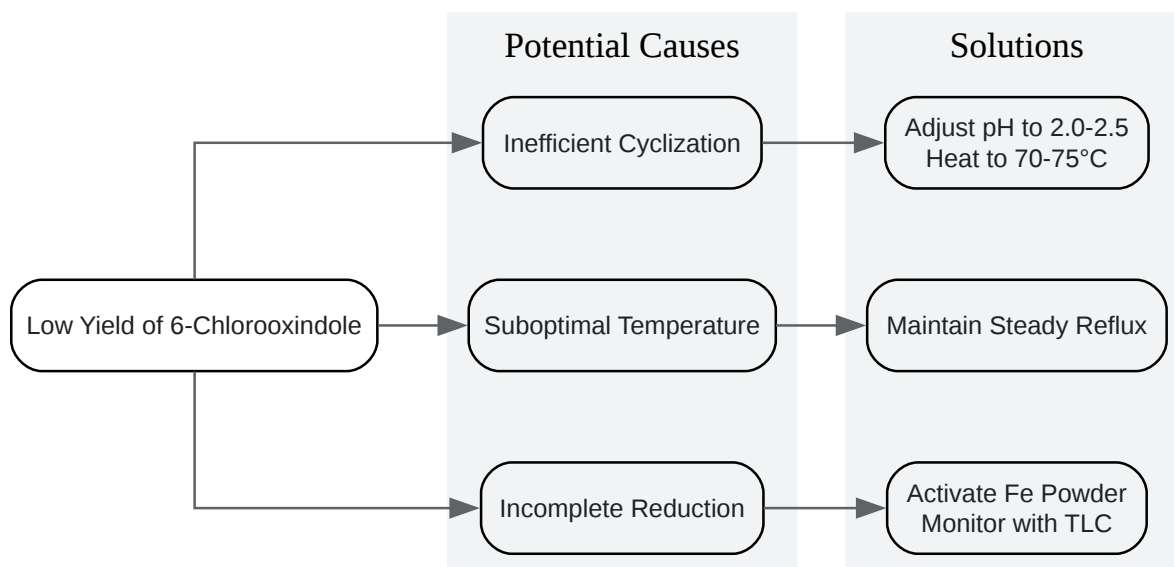 Potential Causes
Solutions
Inefficient Cyclization
Adjust pH to 2.0-2.5
Heat to 70-75°C
Low Yield of 6-Chlorooxindole
Suboptimal Temperature
Maintain Steady Reflux
Incomplete Reduction
Activate Fe Powder
Monitor with TLC